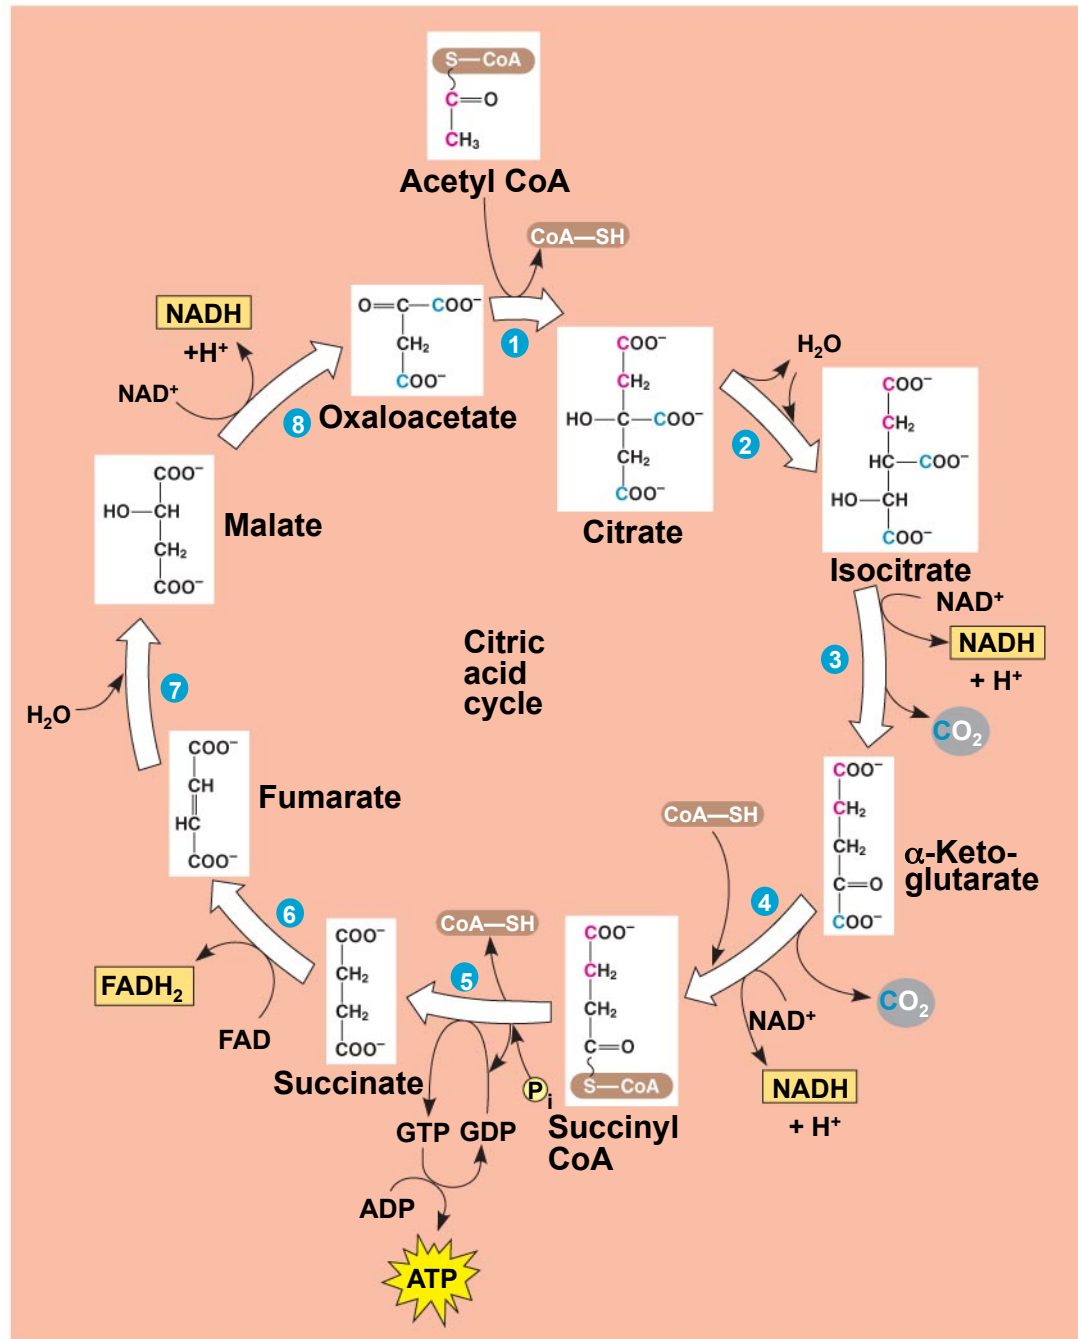 S—CoA
C=O
CH₃
Acetyl CoA
CoA—SH
NADH
+H⁺
NAD⁺
O=C—COO⁻
CH₂
COO⁻
Oxaloacetate
1
8
COO⁻
CH₂
HO—C—COO⁻
CH₂
COO⁻
Citrate
H₂O
2
COO⁻
CH₂
HC—COO⁻
HO—CH
COO⁻
Isocitrate
COO⁻
HO—CH
CH₂
COO⁻
Malate
NAD⁺
NADH
+ H⁺
3
CO₂
Citric
acid
cycle
7
H₂O
COO⁻
CH
HC
COO⁻
Fumarate
COO⁻
CH₂
CH₂
C=O
COO⁻
α-Keto-
glutarate
CoA—SH
4
CO₂
NAD⁺
NADH
+ H⁺
6
FADH₂
FAD
COO⁻
CH₂
CH₂
COO⁻
Succinate
CoA—SH
5
COO⁻
CH₂
CH₂
C=O
S—CoA
Succinyl
CoA
Pi
GTP GDP
ADP
ATP